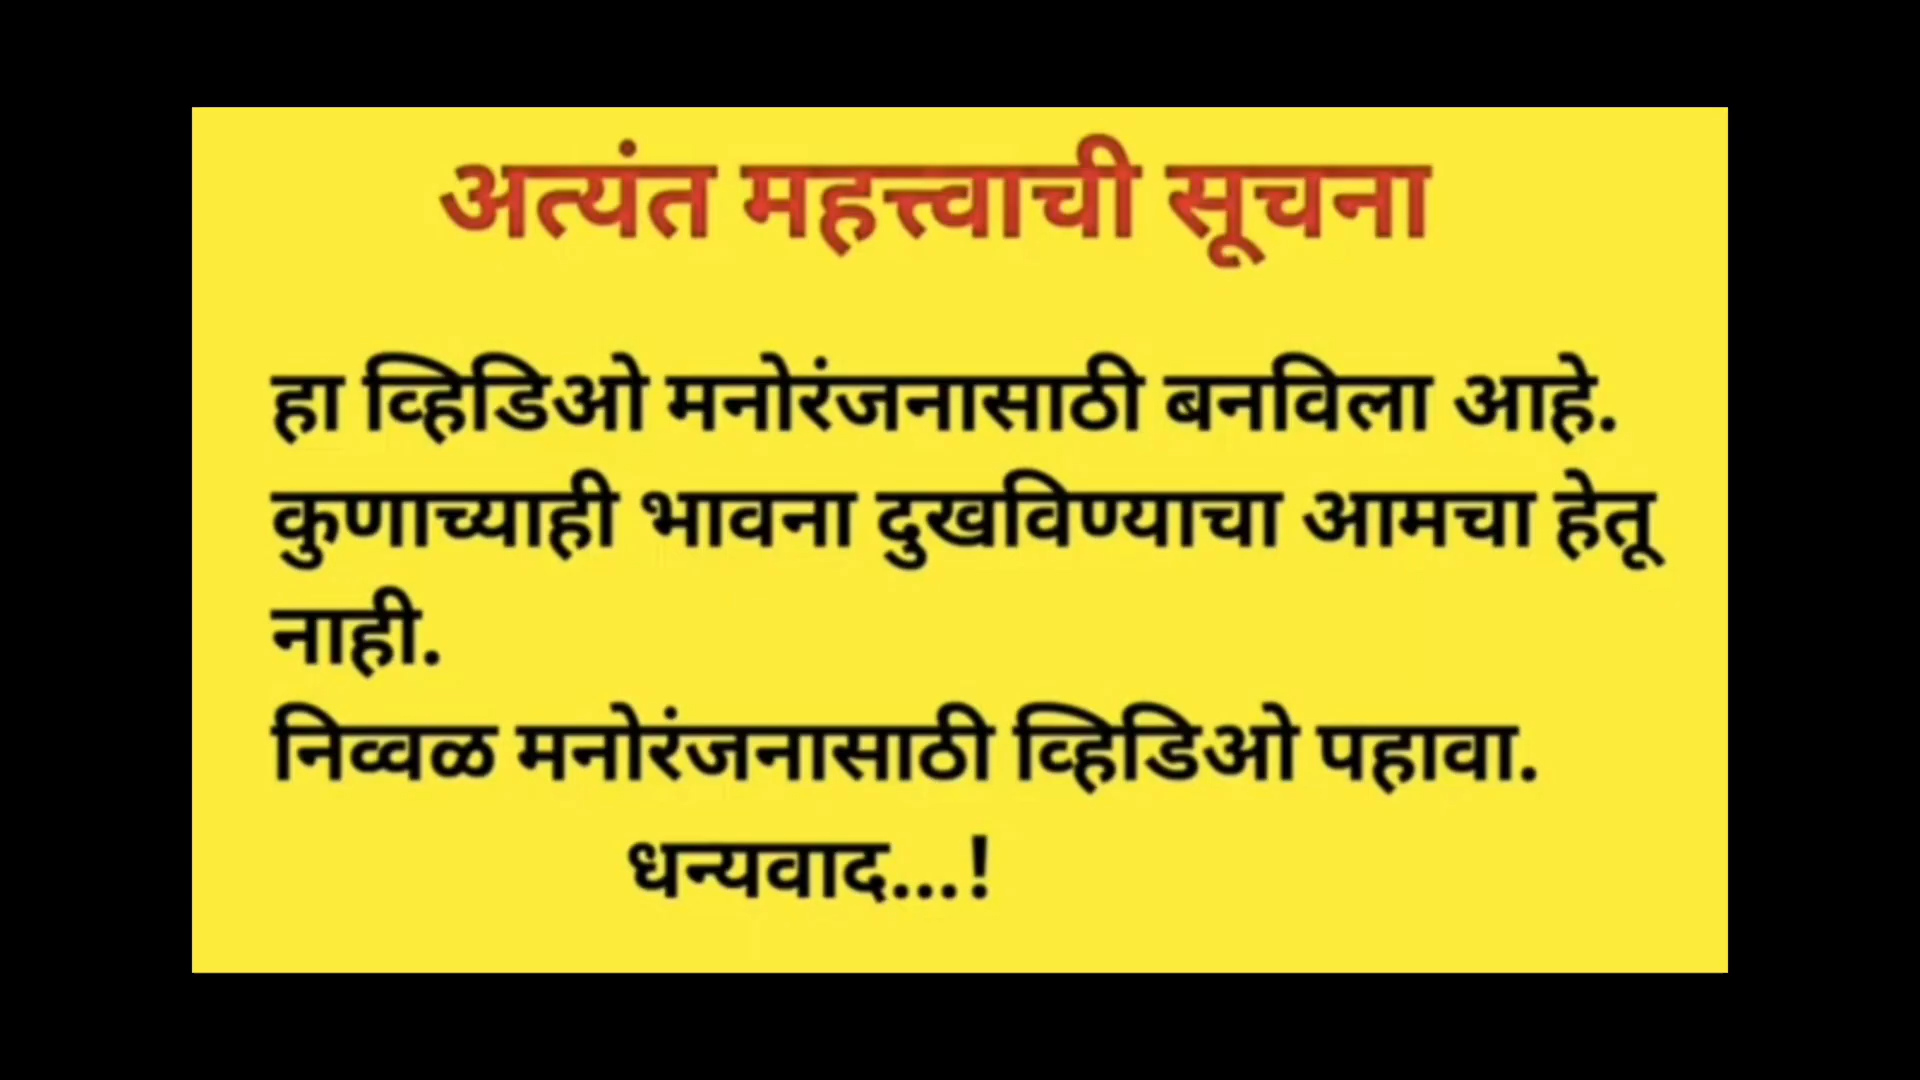 अत्यंत महत्त्वाची सूचना
हा व्हिडिओ मनोरंजनासाठी बनविला आहे.
कुणाच्याही भावना दुखविण्याचा आमचा हेतू
नाही.
निव्वळ मनोरंजनासाठी व्हिडिओ पहावा.
धन्यवाद...!